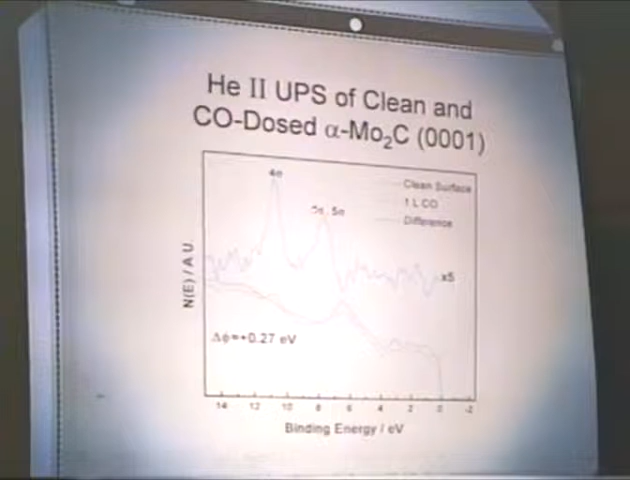 He II UPS of Clean and
CO-Dosed α-Mo₂C (0001)
4σ
5σ
Clean Surface
1 L CO
Difference
x5
N(E) / A.U.
Δϕ=+0.27 eV
14 12 10 8 6 4 2 0 -2
Binding Energy / eV